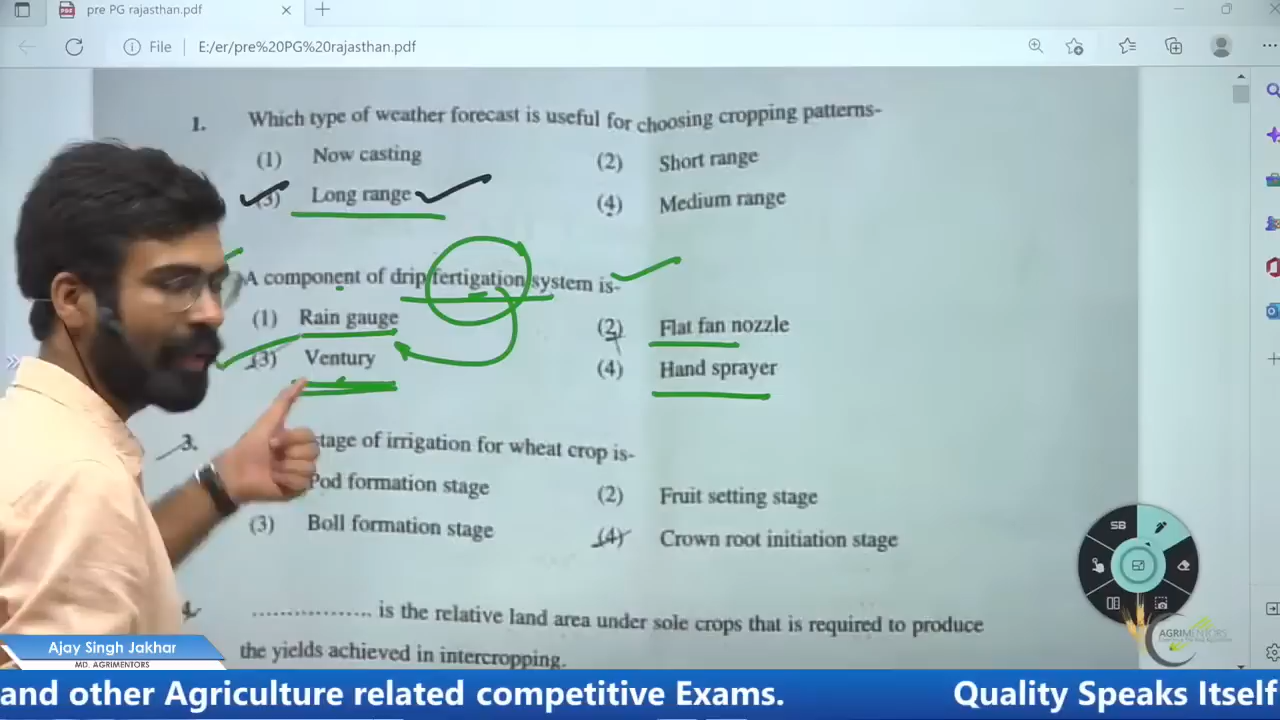 pre PG rajasthan.pdf
File E:/er/pre%20PG%20rajasthan.pdf
1. Which type of weather forecast is useful for choosing cropping patterns-
(1) Now casting (2) Short range
(3) Long range (4) Medium range
A component of drip fertigation system is-
(1) Rain gauge (2) Flat fan nozzle
(3) Ventury (4) Hand sprayer
3. stage of irrigation for wheat crop is-
Pod formation stage (2) Fruit setting stage
(3) Boll formation stage (4) Crown root initiation stage
4. ................. is the relative land area under sole crops that is required to produce
the yields achieved in intercropping.
SB
AGRIMENTORS
Ajay Singh Jakhar
MD. AGRIMENTORS
and other Agriculture related competitive Exams. Quality Speaks Itself